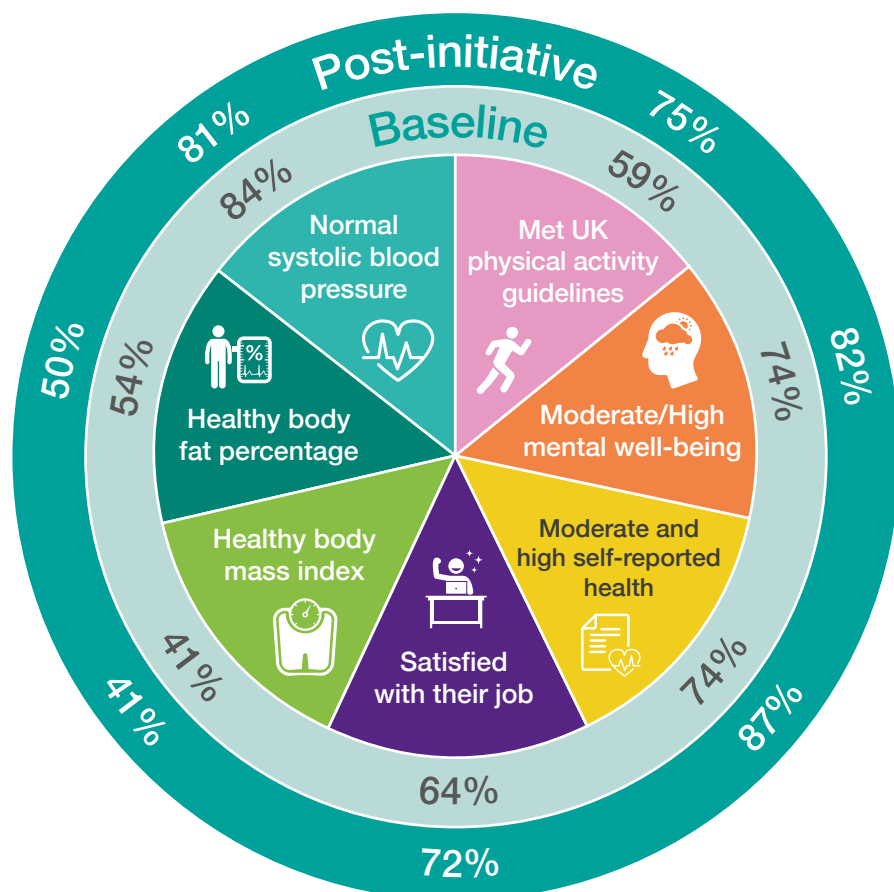 Post-initiative
Baseline
75%
59%
Met UK
physical activity
guidelines
82%
74%
Moderate/High
mental well-being
87%
74%
Moderate and
high self-reported
health
72%
64%
Satisfied
with their job
41%
41%
Healthy body
mass index
50%
54%
%
Healthy body
fat percentage
81%
84%
Normal
systolic blood
pressure